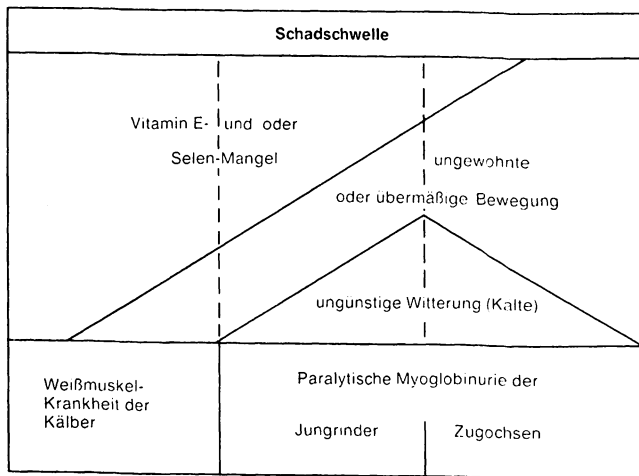 Schadschwelle
Vitamin E- und oder
Selen-Mangel
ungewohnte
oder übermäßige Bewegung
ungunstige Witterung (Kalte)
Weißmuskel-
Krankheit der
Kälber
Paralytische Myoglobinurie der
Jungrinder
Zugochsen